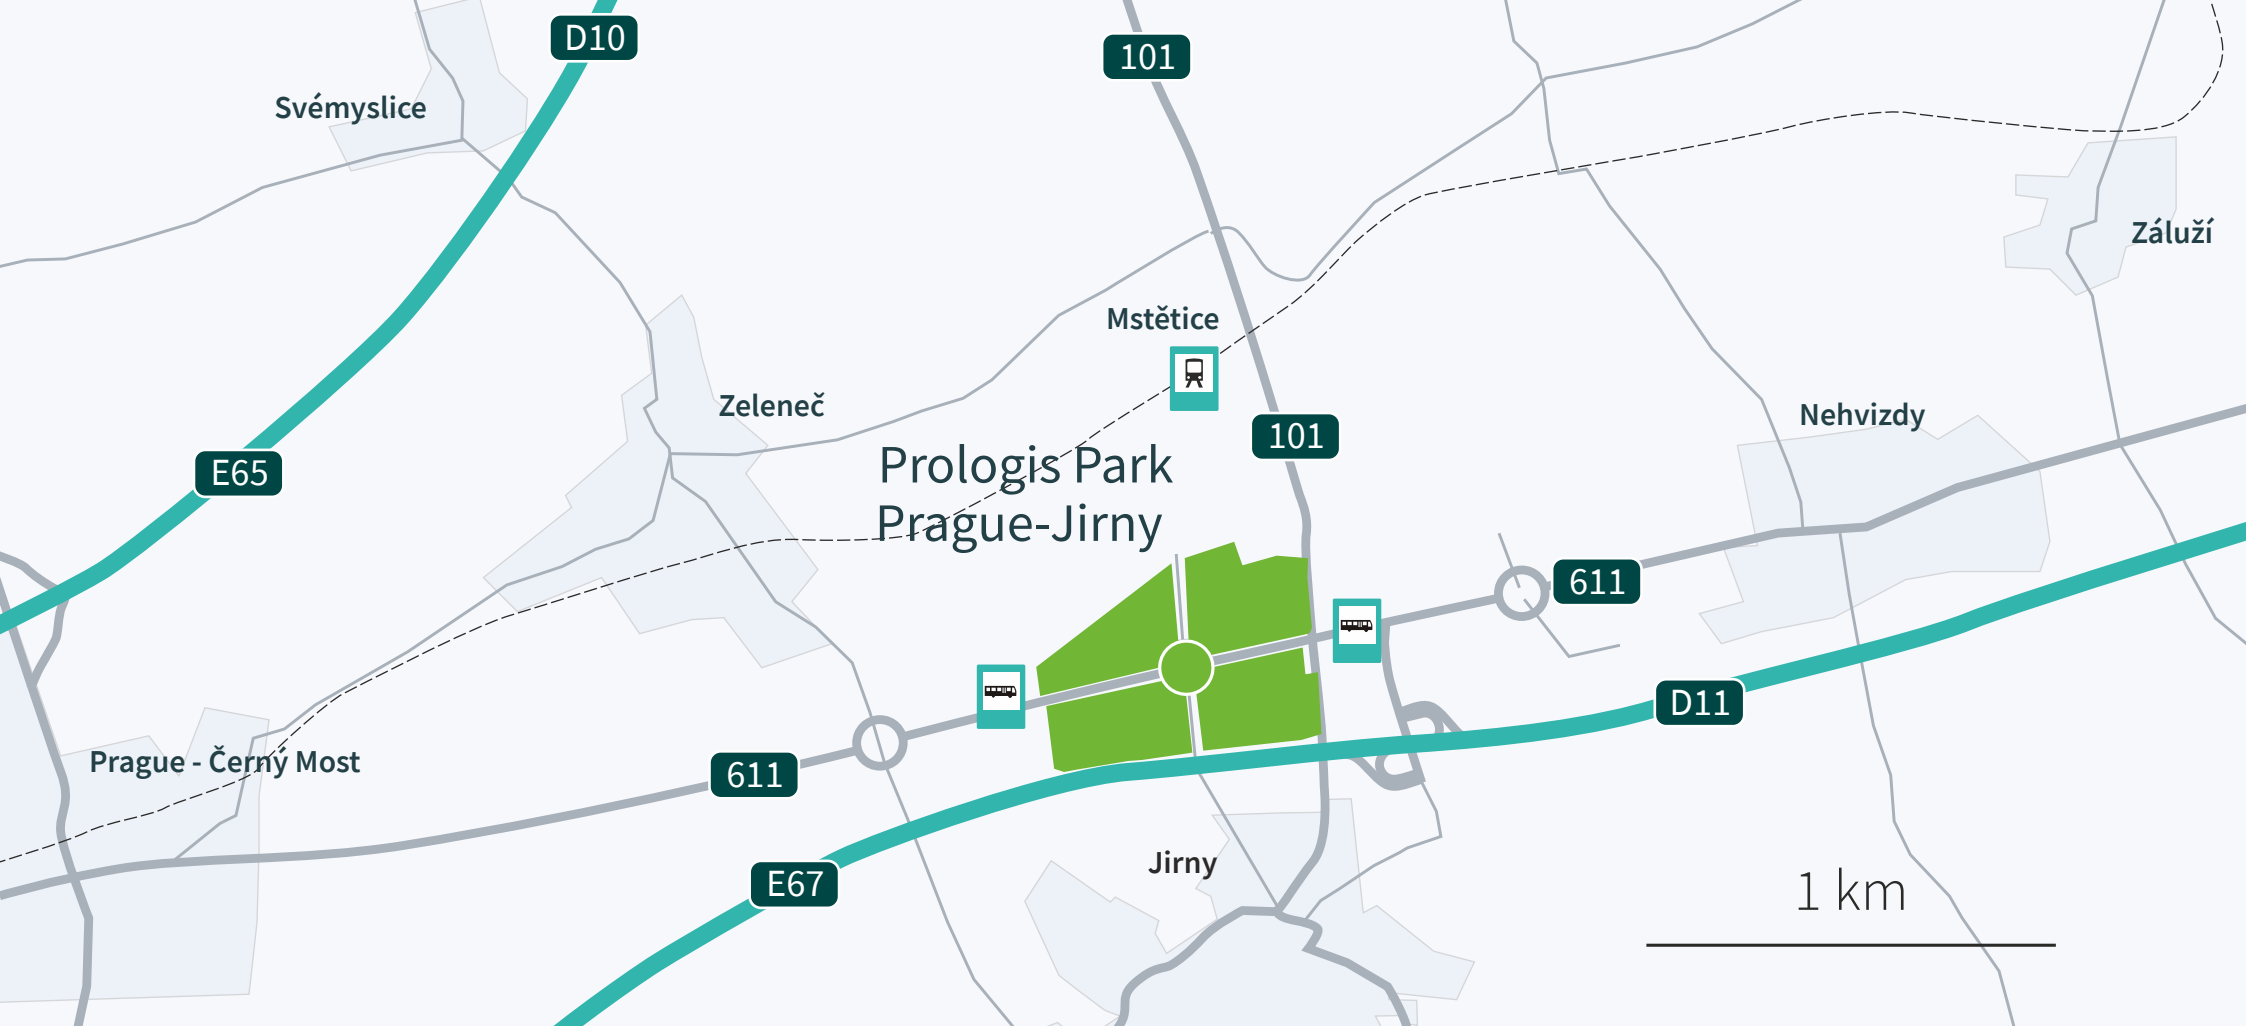 D10
101
Svémyslice
Záluží
Mstětice
Zeleneč
Nehvizdy
101
E65
Prologis Park
Prague-Jirny
611
D11
Prague - Černý Most
611
Jirny
E67
1 km